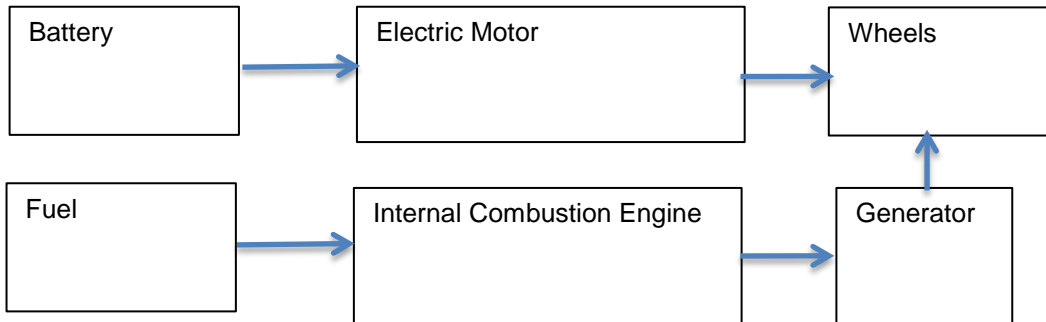 Battery
Electric Motor
Wheels
Fuel
Internal Combustion Engine
Generator